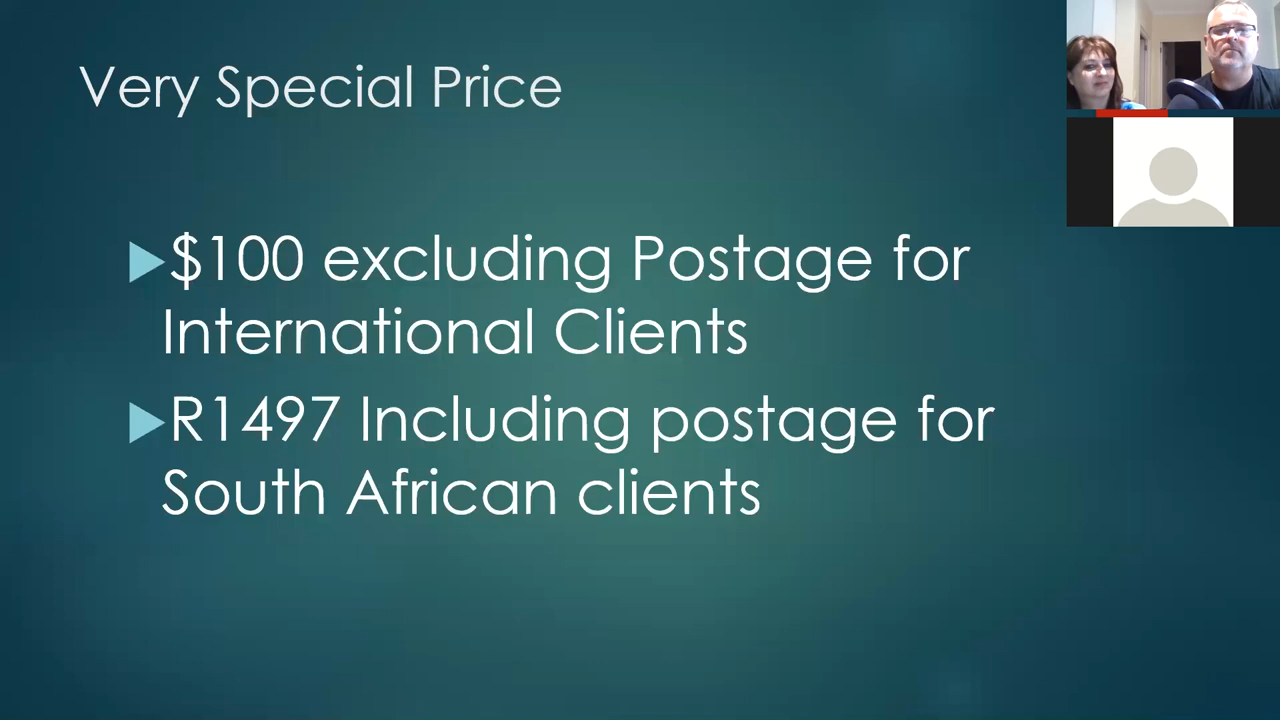 Very Special Price
$100 excluding Postage for
International Clients
R1497 Including postage for
South African clients